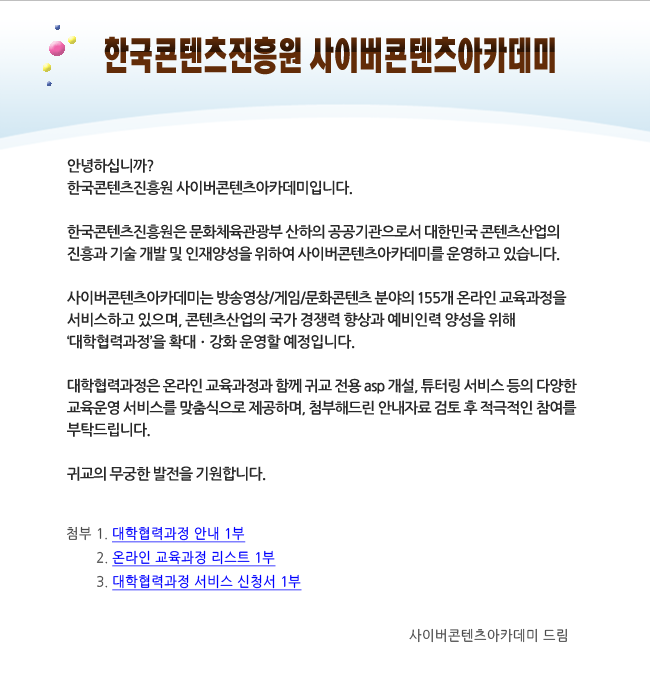 한국콘텐츠진흥원 사이버콘텐츠아카데미
안녕하십니까?
한국콘텐츠진흥원 사이버콘텐츠아카데미입니다.
한국콘텐츠진흥원은 문화체육관광부 산하의 공공기관으로서 대한민국 콘텐츠산업의
진흥과 기술 개발 및 인재양성을 위하여 사이버콘텐츠아카데미를 운영하고 있습니다.
사이버콘텐츠아카데미는 방송영상/게임/문화콘텐츠 분야의 155개 온라인 교육과정을
서비스하고 있으며, 콘텐츠산업의 국가 경쟁력 향상과 예비인력 양성을 위해
‘대학협력과정’을 확대 · 강화 운영할 예정입니다.
대학협력과정은 온라인 교육과정과 함께 귀교 전용 asp 개설, 튜터링 서비스 등의 다양한
교육운영 서비스를 맞춤식으로 제공하며, 첨부해드린 안내자료 검토 후 적극적인 참여를
부탁드립니다.
귀교의 무궁한 발전을 기원합니다.
첨부 1. 대학협력과정 안내 1부
2. 온라인 교육과정 리스트 1부
3. 대학협력과정 서비스 신청서 1부
사이버콘텐츠아카데미 드림